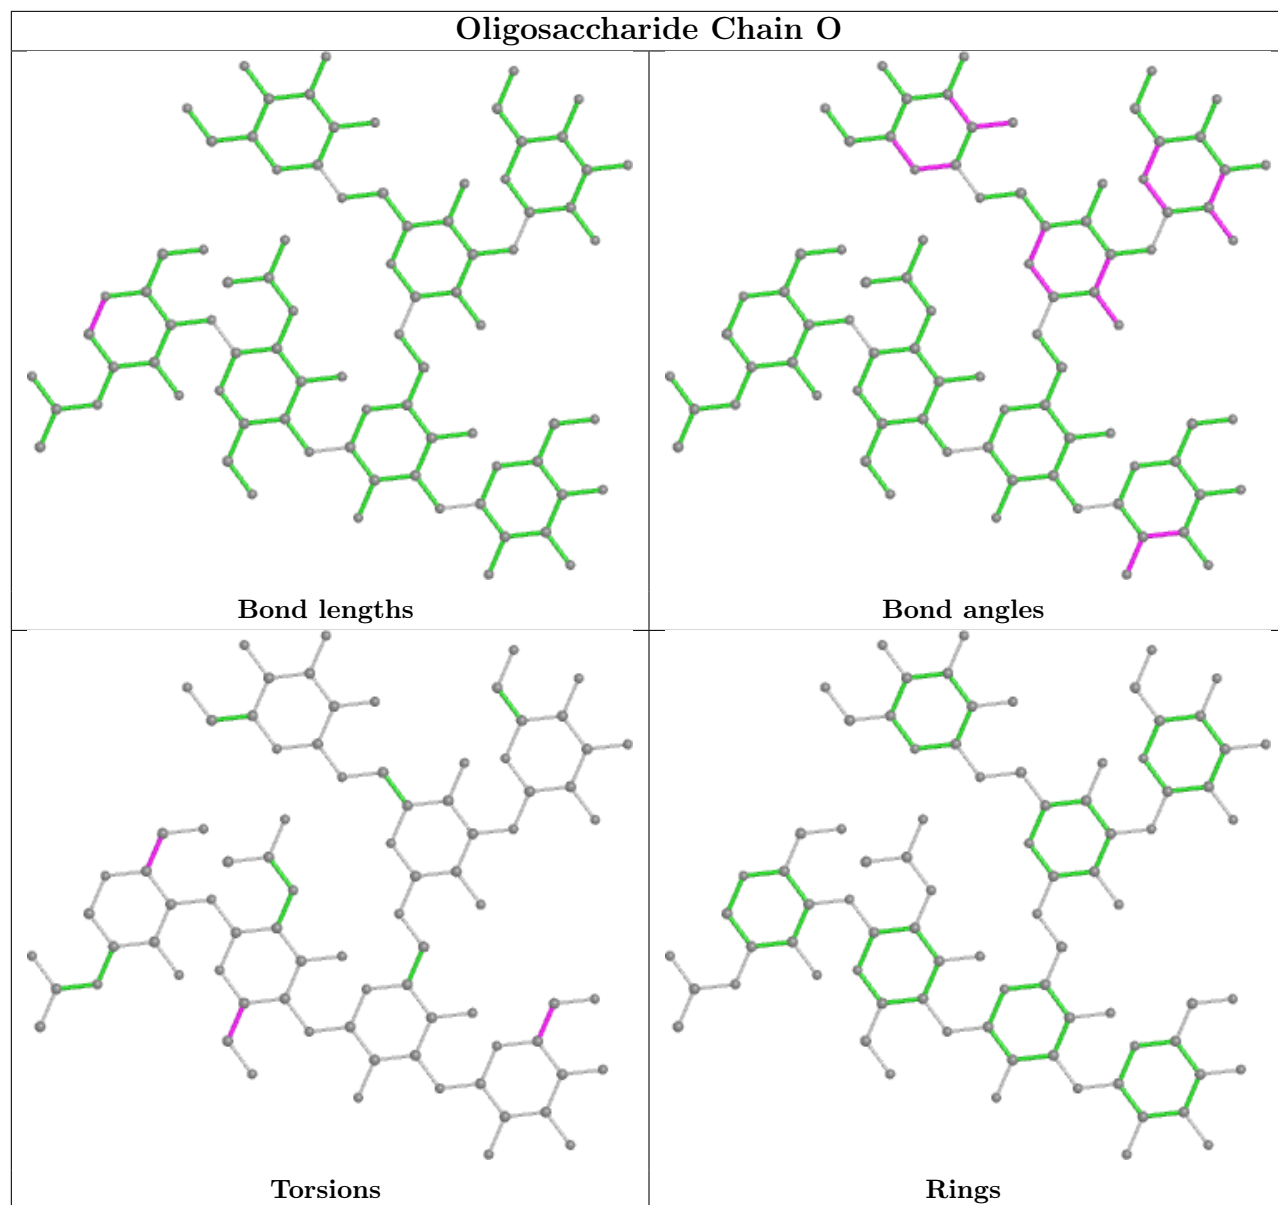 Oligosaccharide Chain O
Bond lengths
Bond angles
Torsions
Rings